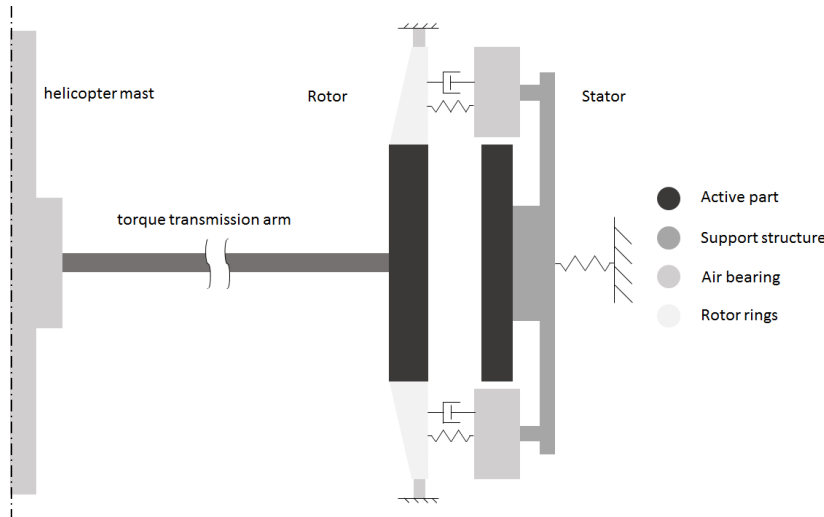 helicopter mast
Rotor
Stator
torque transmission arm
Active part
Support structure
Air bearing
Rotor rings